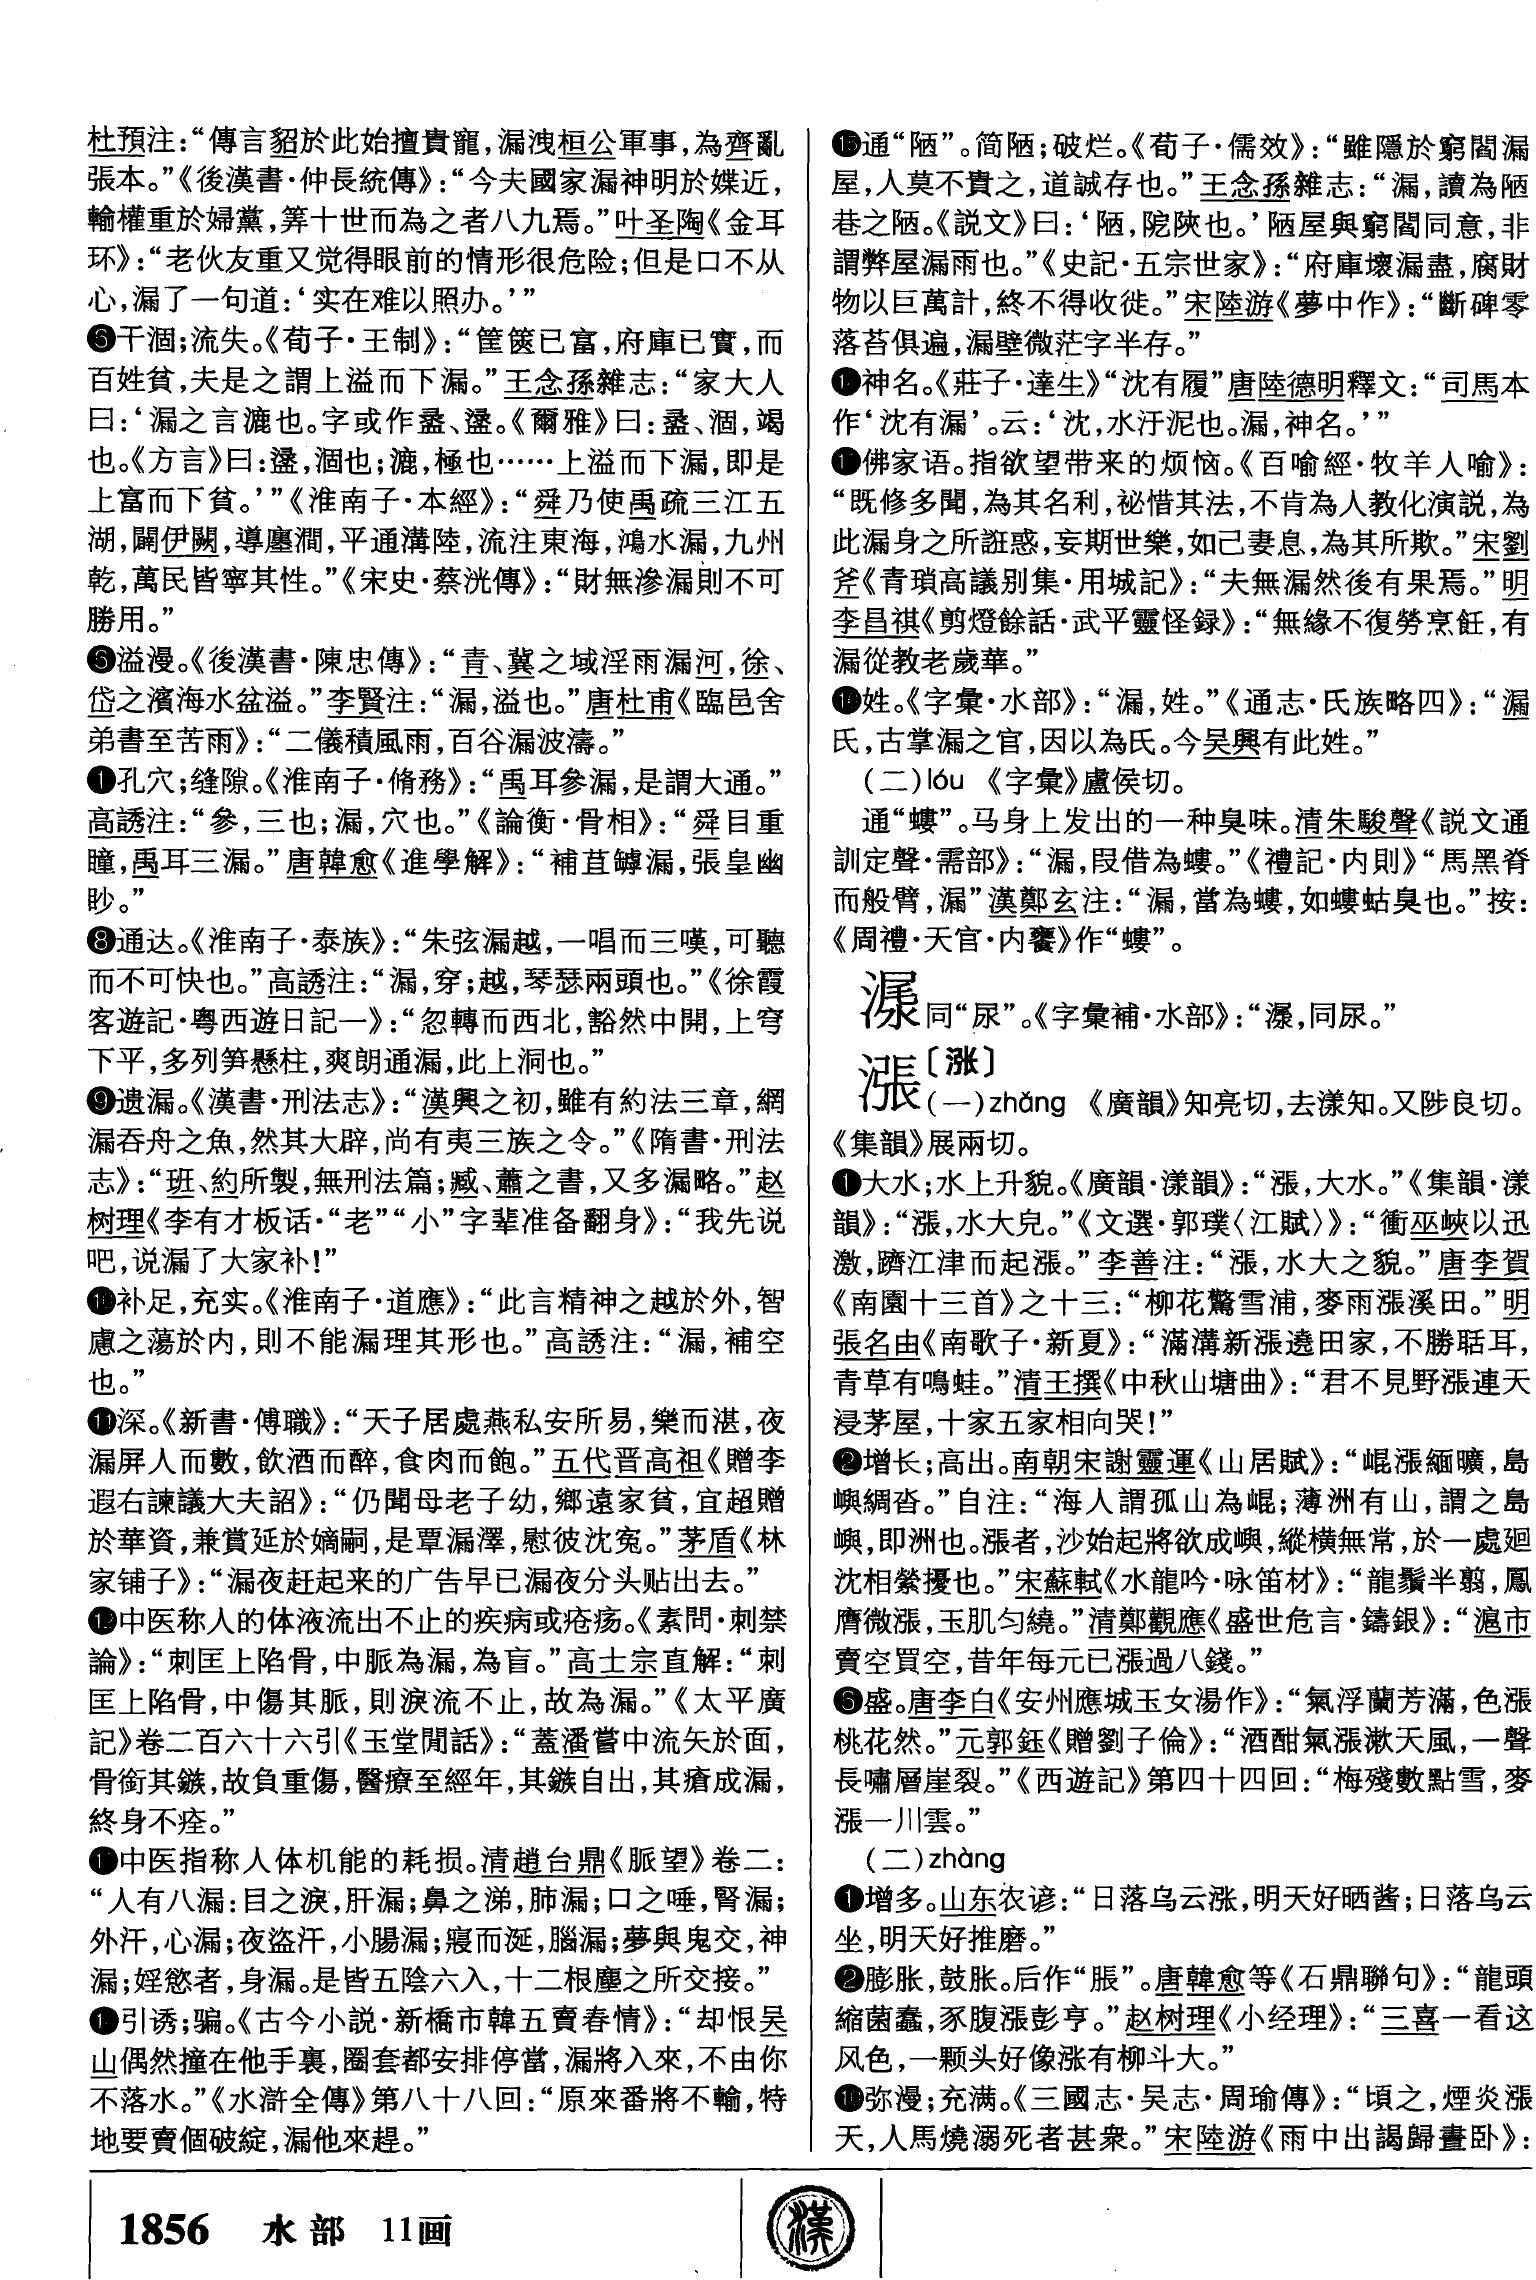 杜預注：“傳言貂於此始擅貴寵，漏洩桓公軍事，為齊亂
張本。”《後漢書·仲長統傳》：“今夫國家漏神明於媟近，
輸權重於婦黨，筭十世而為之者八九焉。”叶圣陶《金耳
环》：“老伙友重又觉得眼前的情形很危险；但是口不从
心，漏了一句道：‘实在难以照办。’”
❺干涸；流失。《荀子·王制》：“筐篋已富，府庫已實，而
百姓貧，夫是之謂上溢而下漏。”王念孫雜志：“家大人
曰：‘漏之言漉也。字或作盝、盪。《爾雅》曰：盝、涸，竭
也。《方言》曰：盪，涸也；漉，極也……上溢而下漏，即是
上富而下貧。’”《淮南子·本經》：“舜乃使禹疏三江五
湖，闢伊闕，導廛澗，平通溝陸，流注東海，鴻水漏，九州
乾，萬民皆寧其性。”《宋史·蔡洸傳》：“財無滲漏則不可
勝用。”
❻溢漫。《後漢書·陳忠傳》：“青、冀之域淫雨漏河，徐、
岱之濱海水盆溢。”李賢注：“漏，溢也。”唐杜甫《臨邑舍
弟書至苦雨》：“二儀積風雨，百谷漏波濤。”
❶孔穴；缝隙。《淮南子·脩務》：“禹耳參漏，是謂大通。”
高誘注：“參，三也；漏，穴也。”《論衡·骨相》：“舜目重
瞳，禹耳三漏。”唐韓愈《進學解》：“補苴罅漏，張皇幽
眇。”
❽通达。《淮南子·泰族》：“朱弦漏越，一唱而三嘆，可聽
而不可快也。”高誘注：“漏，穿；越，琴瑟兩頭也。”《徐霞
客遊記·粵西遊日記一》：“忽轉而西北，豁然中開，上穹
下平，多列笋懸柱，爽朗通漏，此上洞也。”
❾遗漏。《漢書·刑法志》：“漢興之初，雖有約法三章，網
漏吞舟之魚，然其大辟，尚有夷三族之令。”《隋書·刑法
志》：“班、約所製，無刑法篇；臧、蕭之書，又多漏略。”赵
树理《李有才板话·“老”“小”字辈准备翻身》：“我先说
吧，说漏了大家补！”
❿补足，充实。《淮南子·道應》：“此言精神之越於外，智
慮之蕩於内，則不能漏理其形也。”高誘注：“漏，補空
也。”
⓫深。《新書·傅職》：“天子居處燕私安所易，樂而湛，夜
漏屏人而數，飲酒而醉，食肉而飽。”五代晋高祖《贈李
遐右諫議大夫詔》：“仍聞母老子幼，鄉遠家貧，宜超贈
於華資，兼賞延於嫡嗣，是覃漏澤，慰彼沈寃。”茅盾《林
家铺子》：“漏夜赶起来的广告早已漏夜分头贴出去。”
⓬中医称人的体液流出不止的疾病或疮疡。《素問·刺禁
論》：“刺匡上陷骨，中脈為漏，為盲。”高士宗直解：“刺
匡上陷骨，中傷其脈，則淚流不止，故為漏。”《太平廣
記》卷二百六十六引《玉堂閒話》：“蓋潘嘗中流矢於面，
骨銜其鏃，故負重傷，醫療至經年，其鏃自出，其瘡成漏，
終身不痊。”
❶中医指称人体机能的耗损。清趙台鼎《脈望》卷二：
“人有八漏：目之淚，肝漏；鼻之涕，肺漏；口之唾，腎漏；
外汗，心漏；夜盜汗，小腸漏；寢而涎，腦漏；夢與鬼交，神
漏；婬慾者，身漏。是皆五陰六入，十二根塵之所交接。”
❶引诱；骗。《古今小説·新橋市韓五賣春情》：“却恨吴
山偶然撞在他手裏，圈套都安排停當，漏將入來，不由你
不落水。”《水滸全傳》第八十八回：“原來番將不輸，特
地要賣個破綻，漏他來趕。”
⓯通“陋”。简陋；破烂。《荀子·儒效》：“雖隱於窮閻漏
屋，人莫不貴之，道誠存也。”王念孫雜志：“漏，讀為陋
巷之陋。《説文》曰：‘陋，阸陜也。’陋屋與窮閻同意，非
謂弊屋漏雨也。”《史記·五宗世家》：“府庫壞漏盡，腐財
物以巨萬計，終不得收徙。”宋陸游《夢中作》：“斷碑零
落苔俱遍，漏壁微茫字半存。”
❶神名。《莊子·達生》“沈有履”唐陸德明釋文：“司馬本
作‘沈有漏’。云：‘沈，水汙泥也。漏，神名。’”
❶佛家语。指欲望带来的烦恼。《百喻經·牧羊人喻》：
“既修多聞，為其名利，祕惜其法，不肯為人教化演説，為
此漏身之所誑惑，妄期世樂，如己妻息，為其所欺。”宋劉
斧《青瑣高議别集·用城記》：“夫無漏然後有果焉。”明
李昌祺《剪燈餘話·武平靈怪録》：“無緣不復勞烹飪，有
漏從教老歲華。”
❶姓。《字彙·水部》：“漏，姓。”《通志·氏族略四》：“漏
氏，古掌漏之官，因以為氏。今吴興有此姓。”
（二）lóu 《字彙》盧侯切。
通“螻”。马身上发出的一种臭味。清朱駿聲《説文通
訓定聲·需部》：“漏，叚借為螻。”《禮記·内則》“馬黑脊
而般臂，漏”漢鄭玄注：“漏，當為螻，如螻蛄臭也。”按：
《周禮·天官·内饔》作“螻”。
同“尿”。《字彙補·水部》：“，同尿。”
漲〔涨〕
（一）zhǎng 《廣韻》知亮切，去漾知。又陟良切。
《集韻》展兩切。
❶大水；水上升貌。《廣韻·漾韻》：“漲，大水。”《集韻·漾
韻》：“漲，水大皃。”《文選·郭璞〈江賦〉》：“衝巫峽以迅
激，躋江津而起漲。”李善注：“漲，水大之貌。”唐李賀
《南園十三首》之十三：“柳花驚雪浦，麥雨漲溪田。”明
張名由《南歌子·新夏》：“滿溝新漲遶田家，不勝聒耳，
青草有鳴蛙。”清王撰《中秋山塘曲》：“君不見野漲連天
浸茅屋，十家五家相向哭！”
❷增长；高出。南朝宋謝靈運《山居賦》：“崐漲緬曠，島
嶼綢沓。”自注：“海人謂孤山為崐；薄洲有山，謂之島
嶼，即洲也。漲者，沙始起將欲成嶼，縱横無常，於一處廻
沈相縈擾也。”宋蘇軾《水龍吟·咏笛材》：“龍鬚半翦，鳳
膺微漲，玉肌匀繞。”清鄭觀應《盛世危言·鑄銀》：“滬市
賣空買空，昔年每元已漲過八錢。”
❻盛。唐李白《安州應城玉女湯作》：“氣浮蘭芳滿，色漲
桃花然。”元郭鈺《贈劉子倫》：“酒酣氣漲漱天風，一聲
長嘯層崖裂。”《西遊記》第四十四回：“梅殘數點雪，麥
漲一川雲。”
（二）zhàng
❶增多。山东农谚：“日落乌云涨，明天好晒酱；日落乌云
坐，明天好推磨。”
❷膨胀，鼓胀。后作“脹”。唐韓愈等《石鼎聯句》：“龍頭
縮菌蠢，豕腹漲彭亨。”赵树理《小经理》：“三喜一看这
风色，一颗头好像涨有柳斗大。”
❶弥漫；充满。《三國志·吴志·周瑜傳》：“頃之，煙炎漲
天，人馬燒溺死者甚衆。”宋陸游《雨中出謁歸晝卧》：
1856 水部 11画
漢